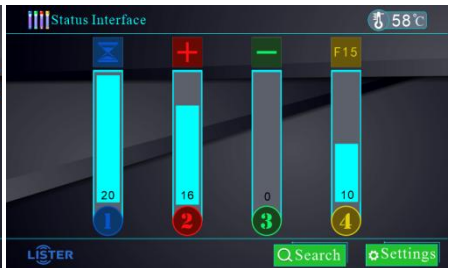 Status Interface
58°C
F15
20
16
0
10
1
2
3
4
LiSTER
Search
Settings